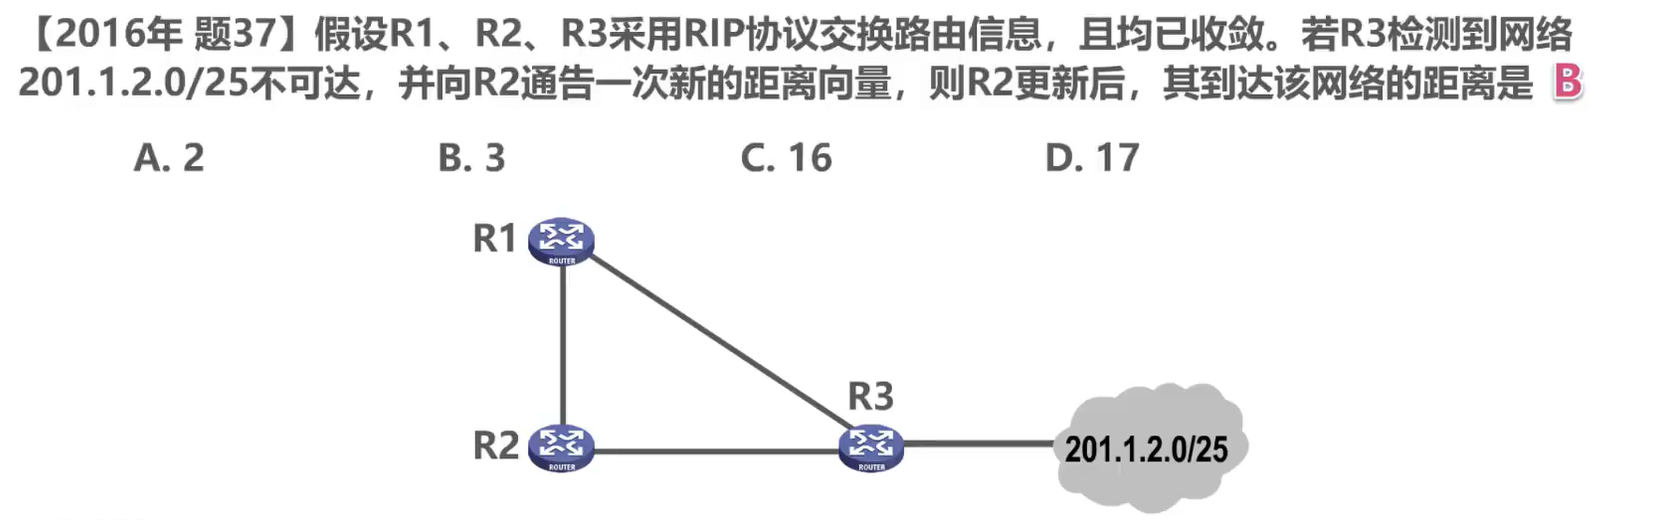 【2016年 题37】假设R1、R2、R3采用RIP协议交换路由信息，且均已收敛。若R3检测到网络
201.1.2.0/25不可达，并向R2通告一次新的距离向量，则R2更新后，其到达该网络的距离是 B
A. 2 B. 3 C. 16 D. 17
R1
ROUTER
R3
R2
ROUTER
ROUTER
201.1.2.0/25